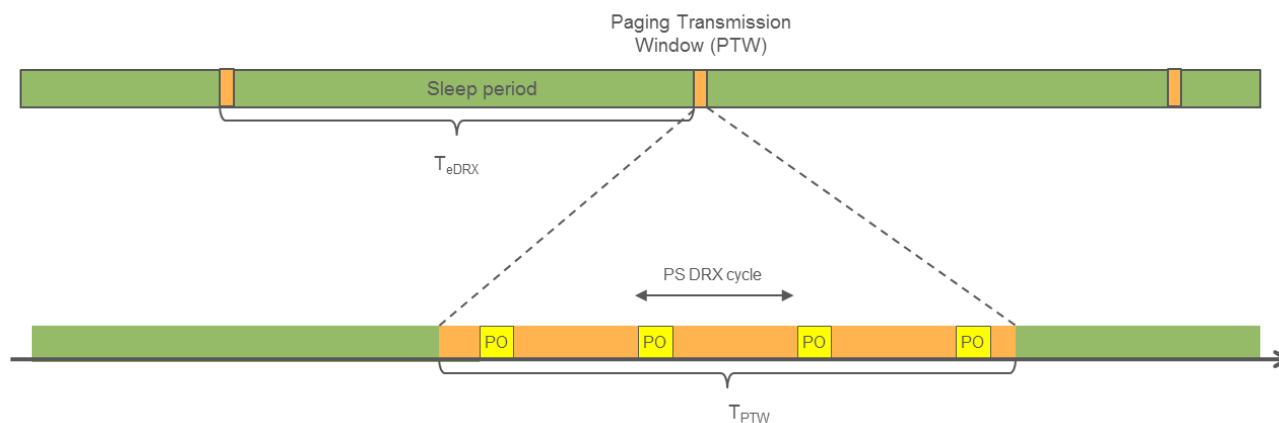 Paging Transmission
Window (PTW)
Sleep period
TeDRX
PS DRX cycle
PO PO PO PO
TPTW